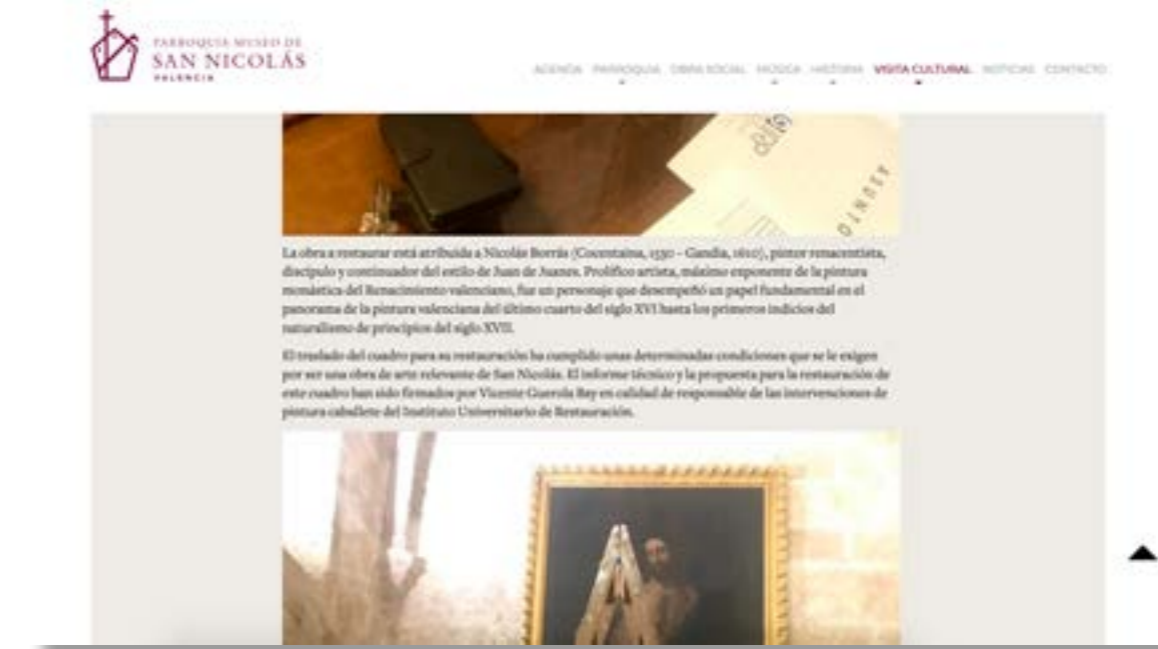 PARROQUIA MUSEO DE
SAN NICOLÁS
VALENCIA
AGENDA PARROQUIA OBRA SOCIAL MÚSICA HISTORIA VISITA CULTURAL NOTICIAS CONTACTO
ASUNTO
La obra a restaurar está atribuida a Nicolás Borrás (Cocentaina, 1530 – Gandía, 1610), pintor renacentista,
discípulo y continuador del estilo de Juan de Juanes. Prolífico artista, máximo exponente de la pintura
monástica del Renacimiento valenciano, fue un personaje que desempeñó un papel fundamental en el
panorama de la pintura valenciana del último cuarto del siglo XVI hasta los primeros indicios del
naturalismo de principios del siglo XVII.
El traslado del cuadro para su restauración ha cumplido unas determinadas condiciones que se le exigen
por ser una obra de arte relevante de San Nicolás. El informe técnico y la propuesta para la restauración de
este cuadro han sido firmados por Vicente Guerola Bay en calidad de responsable de las intervenciones de
pintura caballete del Instituto Universitario de Restauración.